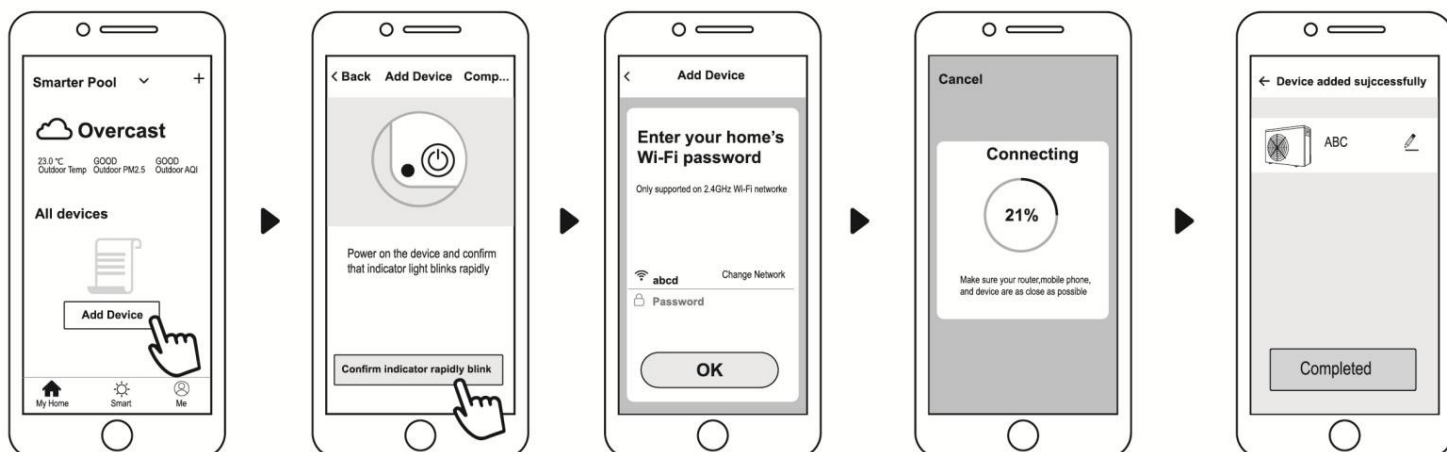 Smarter Pool
+
Overcast
23.0 °C GOOD GOOD
Outdoor Temp Outdoor PM2.5 Outdoor AQI
All devices
Add Device
My Home Smart Me
< Back Add Device Comp...
Power on the device and confirm
that indicator light blinks rapidly
Confirm indicator rapidly blink
< Add Device
Enter your home's
Wi-Fi password
Only supported on 2.4GHz Wi-Fi networke
abcd Change Network
Password
OK
Cancel
Connecting
21%
Make sure your router,mobile phone,
and device are as close as possible
← Device added sujccessfully
ABC
Completed